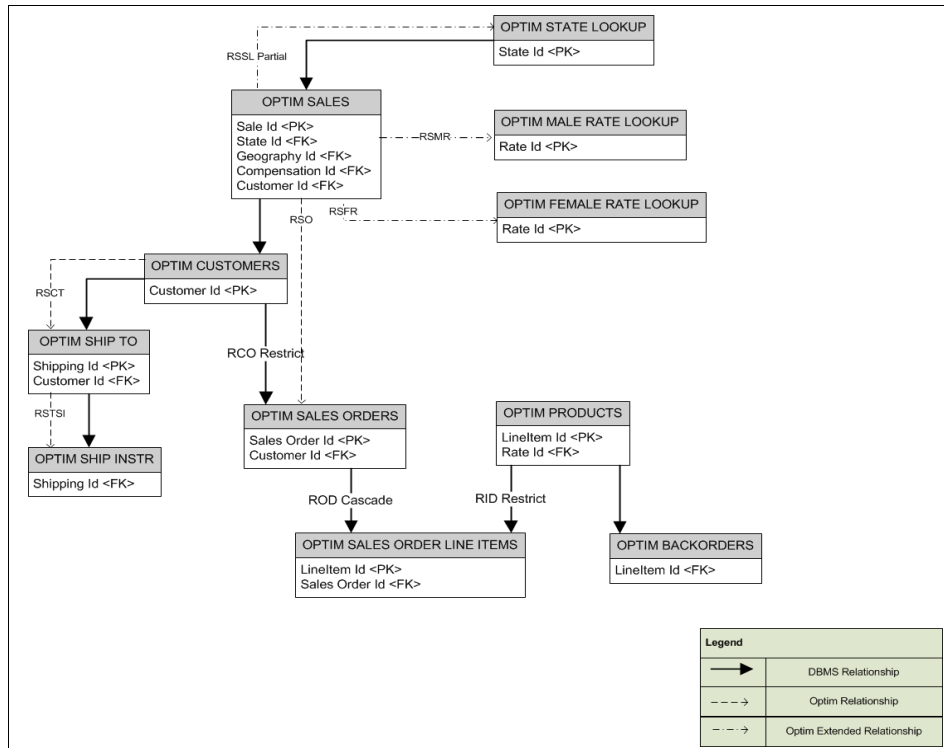 OPTIM STATE LOOKUP
State Id <PK>
RSSL Partial
OPTIM SALES
Sale Id <PK>
State Id <FK>
Geography Id <FK>
Compensation Id <FK>
Customer Id <FK>
RSMR
OPTIM MALE RATE LOOKUP
Rate Id <PK>
RSO
RSFR
OPTIM FEMALE RATE LOOKUP
Rate Id <PK>
OPTIM CUSTOMERS
Customer Id <PK>
RSCT
OPTIM SHIP TO
Shipping Id <PK>
Customer Id <FK>
RCO Restrict
RSTSI
OPTIM SHIP INSTR
Shipping Id <FK>
OPTIM SALES ORDERS
Sales Order Id <PK>
Customer Id <FK>
OPTIM PRODUCTS
LineItem Id <PK>
Rate Id <FK>
ROD Cascade
RID Restrict
OPTIM SALES ORDER LINE ITEMS
LineItem Id <PK>
Sales Order Id <FK>
OPTIM BACKORDERS
LineItem Id <FK>
Legend
DBMS Relationship
Optim Relationship
Optim Extended Relationship